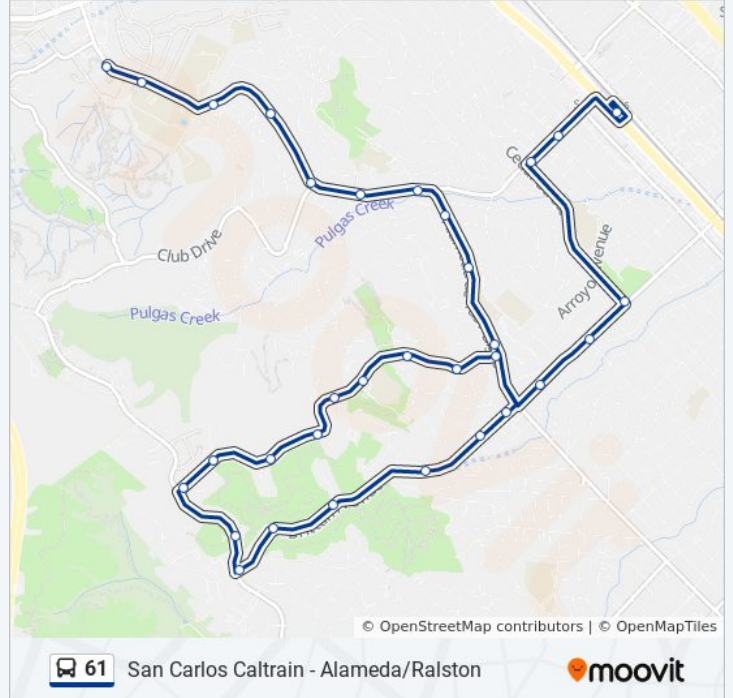 Pulgas Creek
Club Drive
Arroyo Avenue
Pulgas Creek
© OpenStreetMap contributors | © OpenMapTiles
61
San Carlos Caltrain - Alameda/Ralston
moovit